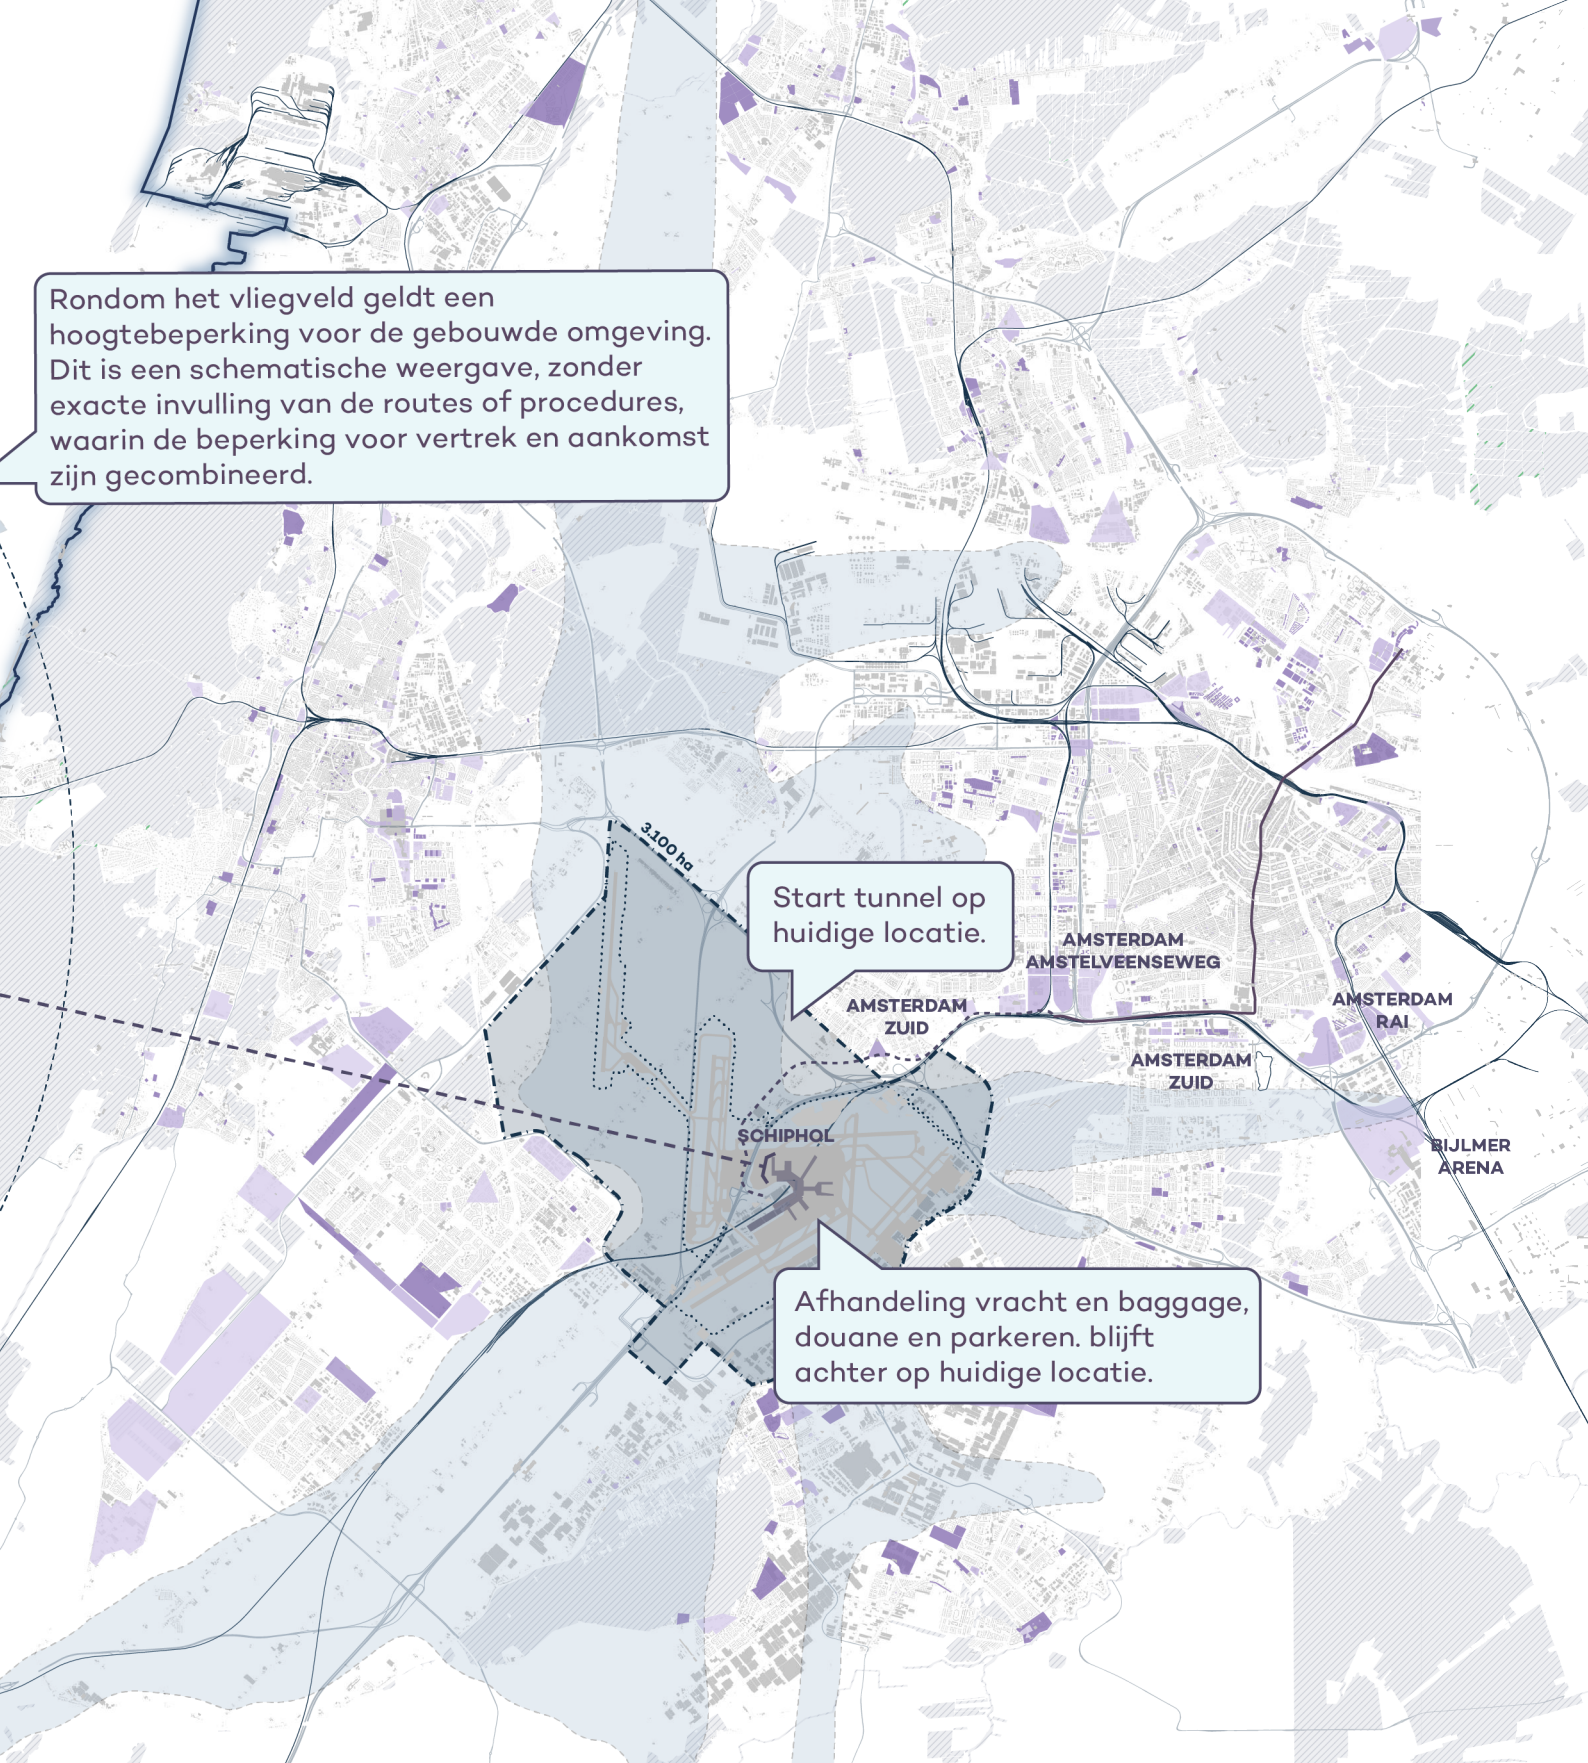 Rondom het vliegveld geldt een
hoogtebeperking voor de gebouwde omgeving.
Dit is een schematische weergave, zonder
exacte invulling van de routes of procedures,
waarin de beperking voor vertrek en aankomst
zijn gecombineerd.
3.100 ha
Start tunnel op
huidige locatie.
AMSTERDAM
AMSTELVEENSEWEG
AMSTERDAM
ZUID
AMSTERDAM
RAI
AMSTERDAM
ZUID
SCHIPHOL
BIJLMER
ARENA
Afhandeling vracht en baggage,
douane en parkeren. blijft
achter op huidige locatie.